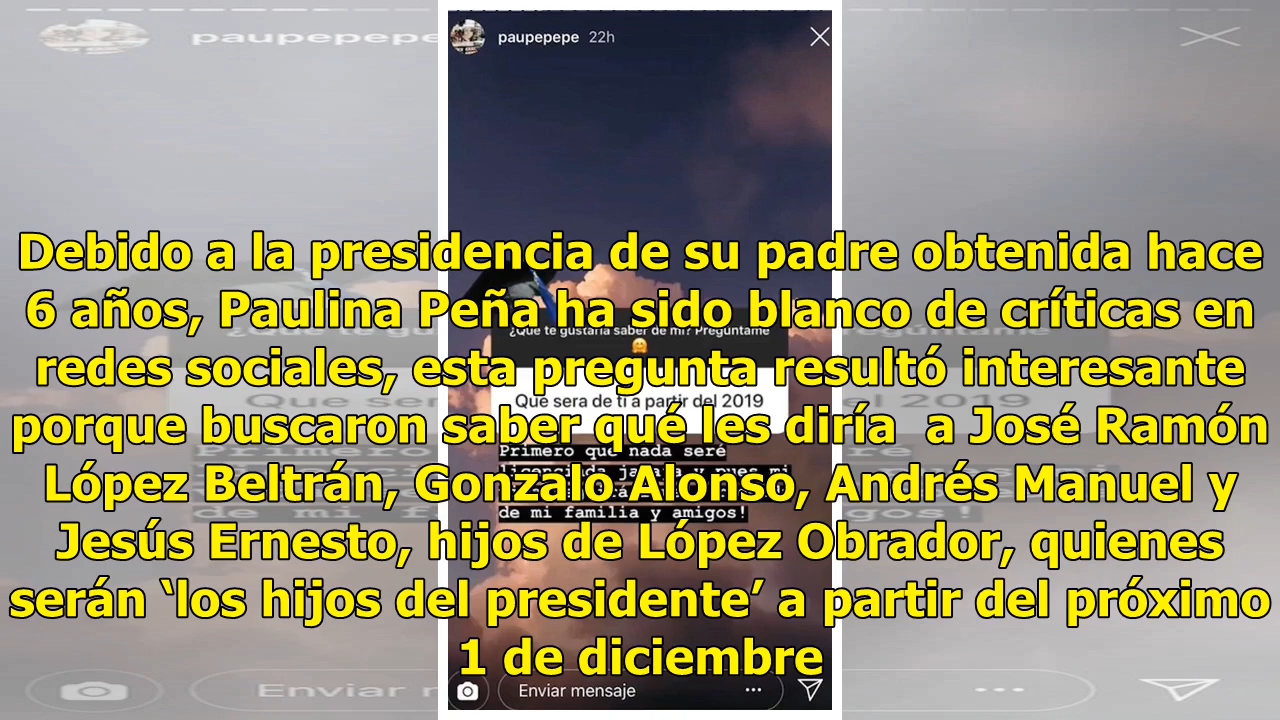 paupepepe
paupepepe 22h
Debido a la presidencia de su padre obtenida hace
6 años, Paulina Peña ha sido blanco de críticas en
¿Que te gustaría saber de mi? Pregúntame
redes sociales, esta pregunta resultó interesante
Que sera de ti a partir del 2019
porque buscaron saber qué les diría a José Ramón
Primero que nada seré
López Beltrán, Gonzalo Alonso, Andrés Manuel y
de mi familia y amigos!
Jesús Ernesto, hijos de López Obrador, quienes
serán ‘los hijos del presidente’ a partir del próximo
1 de diciembre
Enviar mensaje